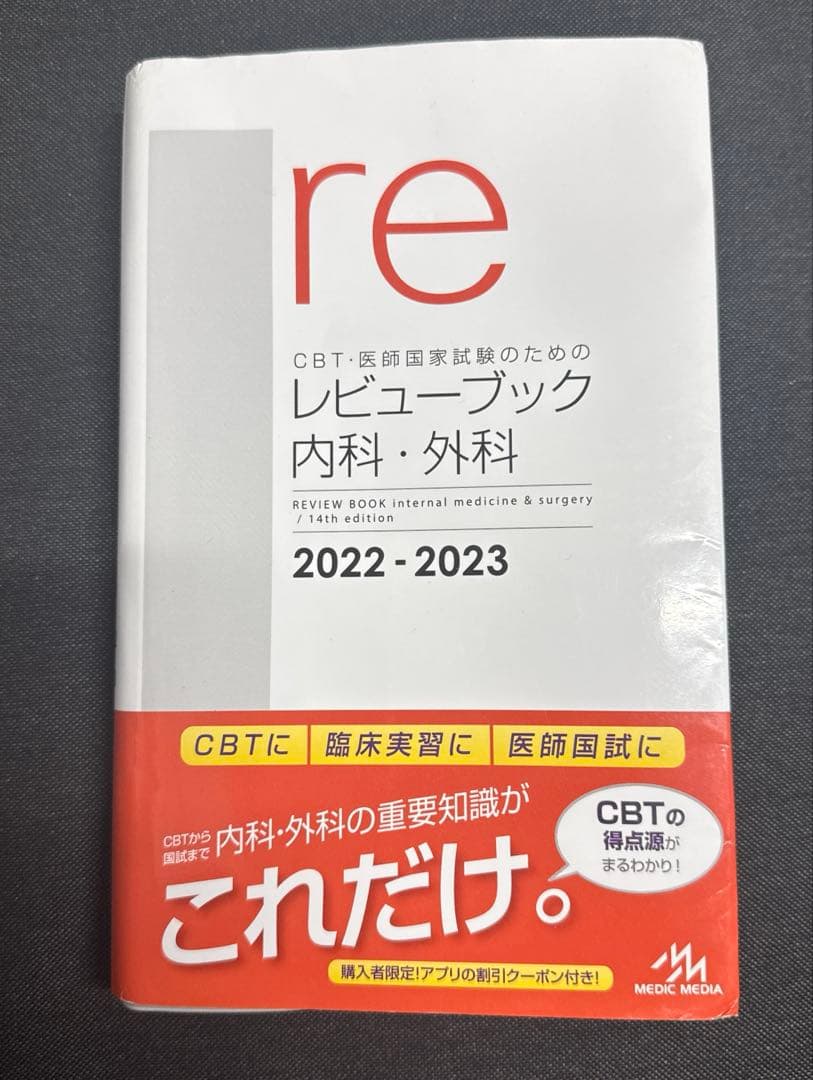 re
CBT・医師国家試験のための
レビューブック
内科・外科
REVIEW BOOK internal medicine & surgery
/ 14th edition
2022-2023
CBTに 臨床実習に 医師国試に
CBTから
国試まで
内科・外科の重要知識が
これだけ。
CBTの
得点源が
まるわかり!
購入者限定!アプリの割引クーポン付き!
MEDIC MEDIA